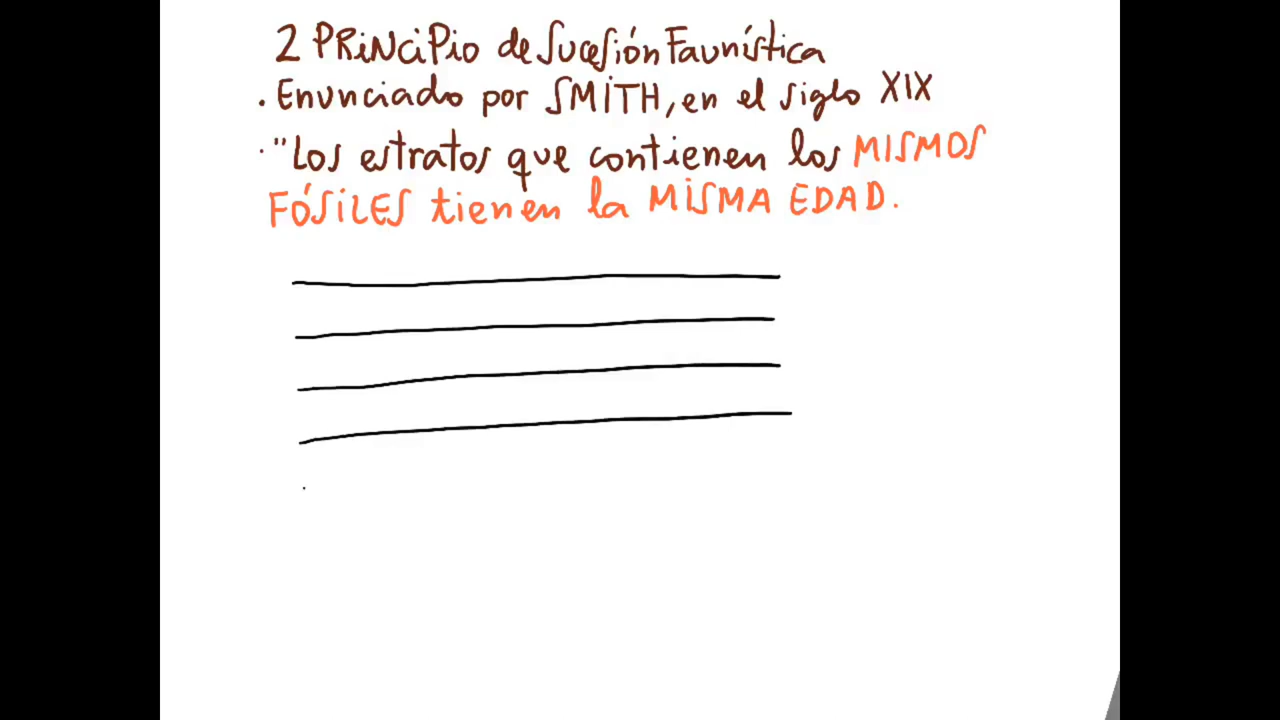 2 PRiNCiPio de Sucesión Faunística
. Enunciado por SMITH, en el siglo XIX
. "Los estratos que contienen los MISMOS
FÓSILES tienen la MISMA EDAD.